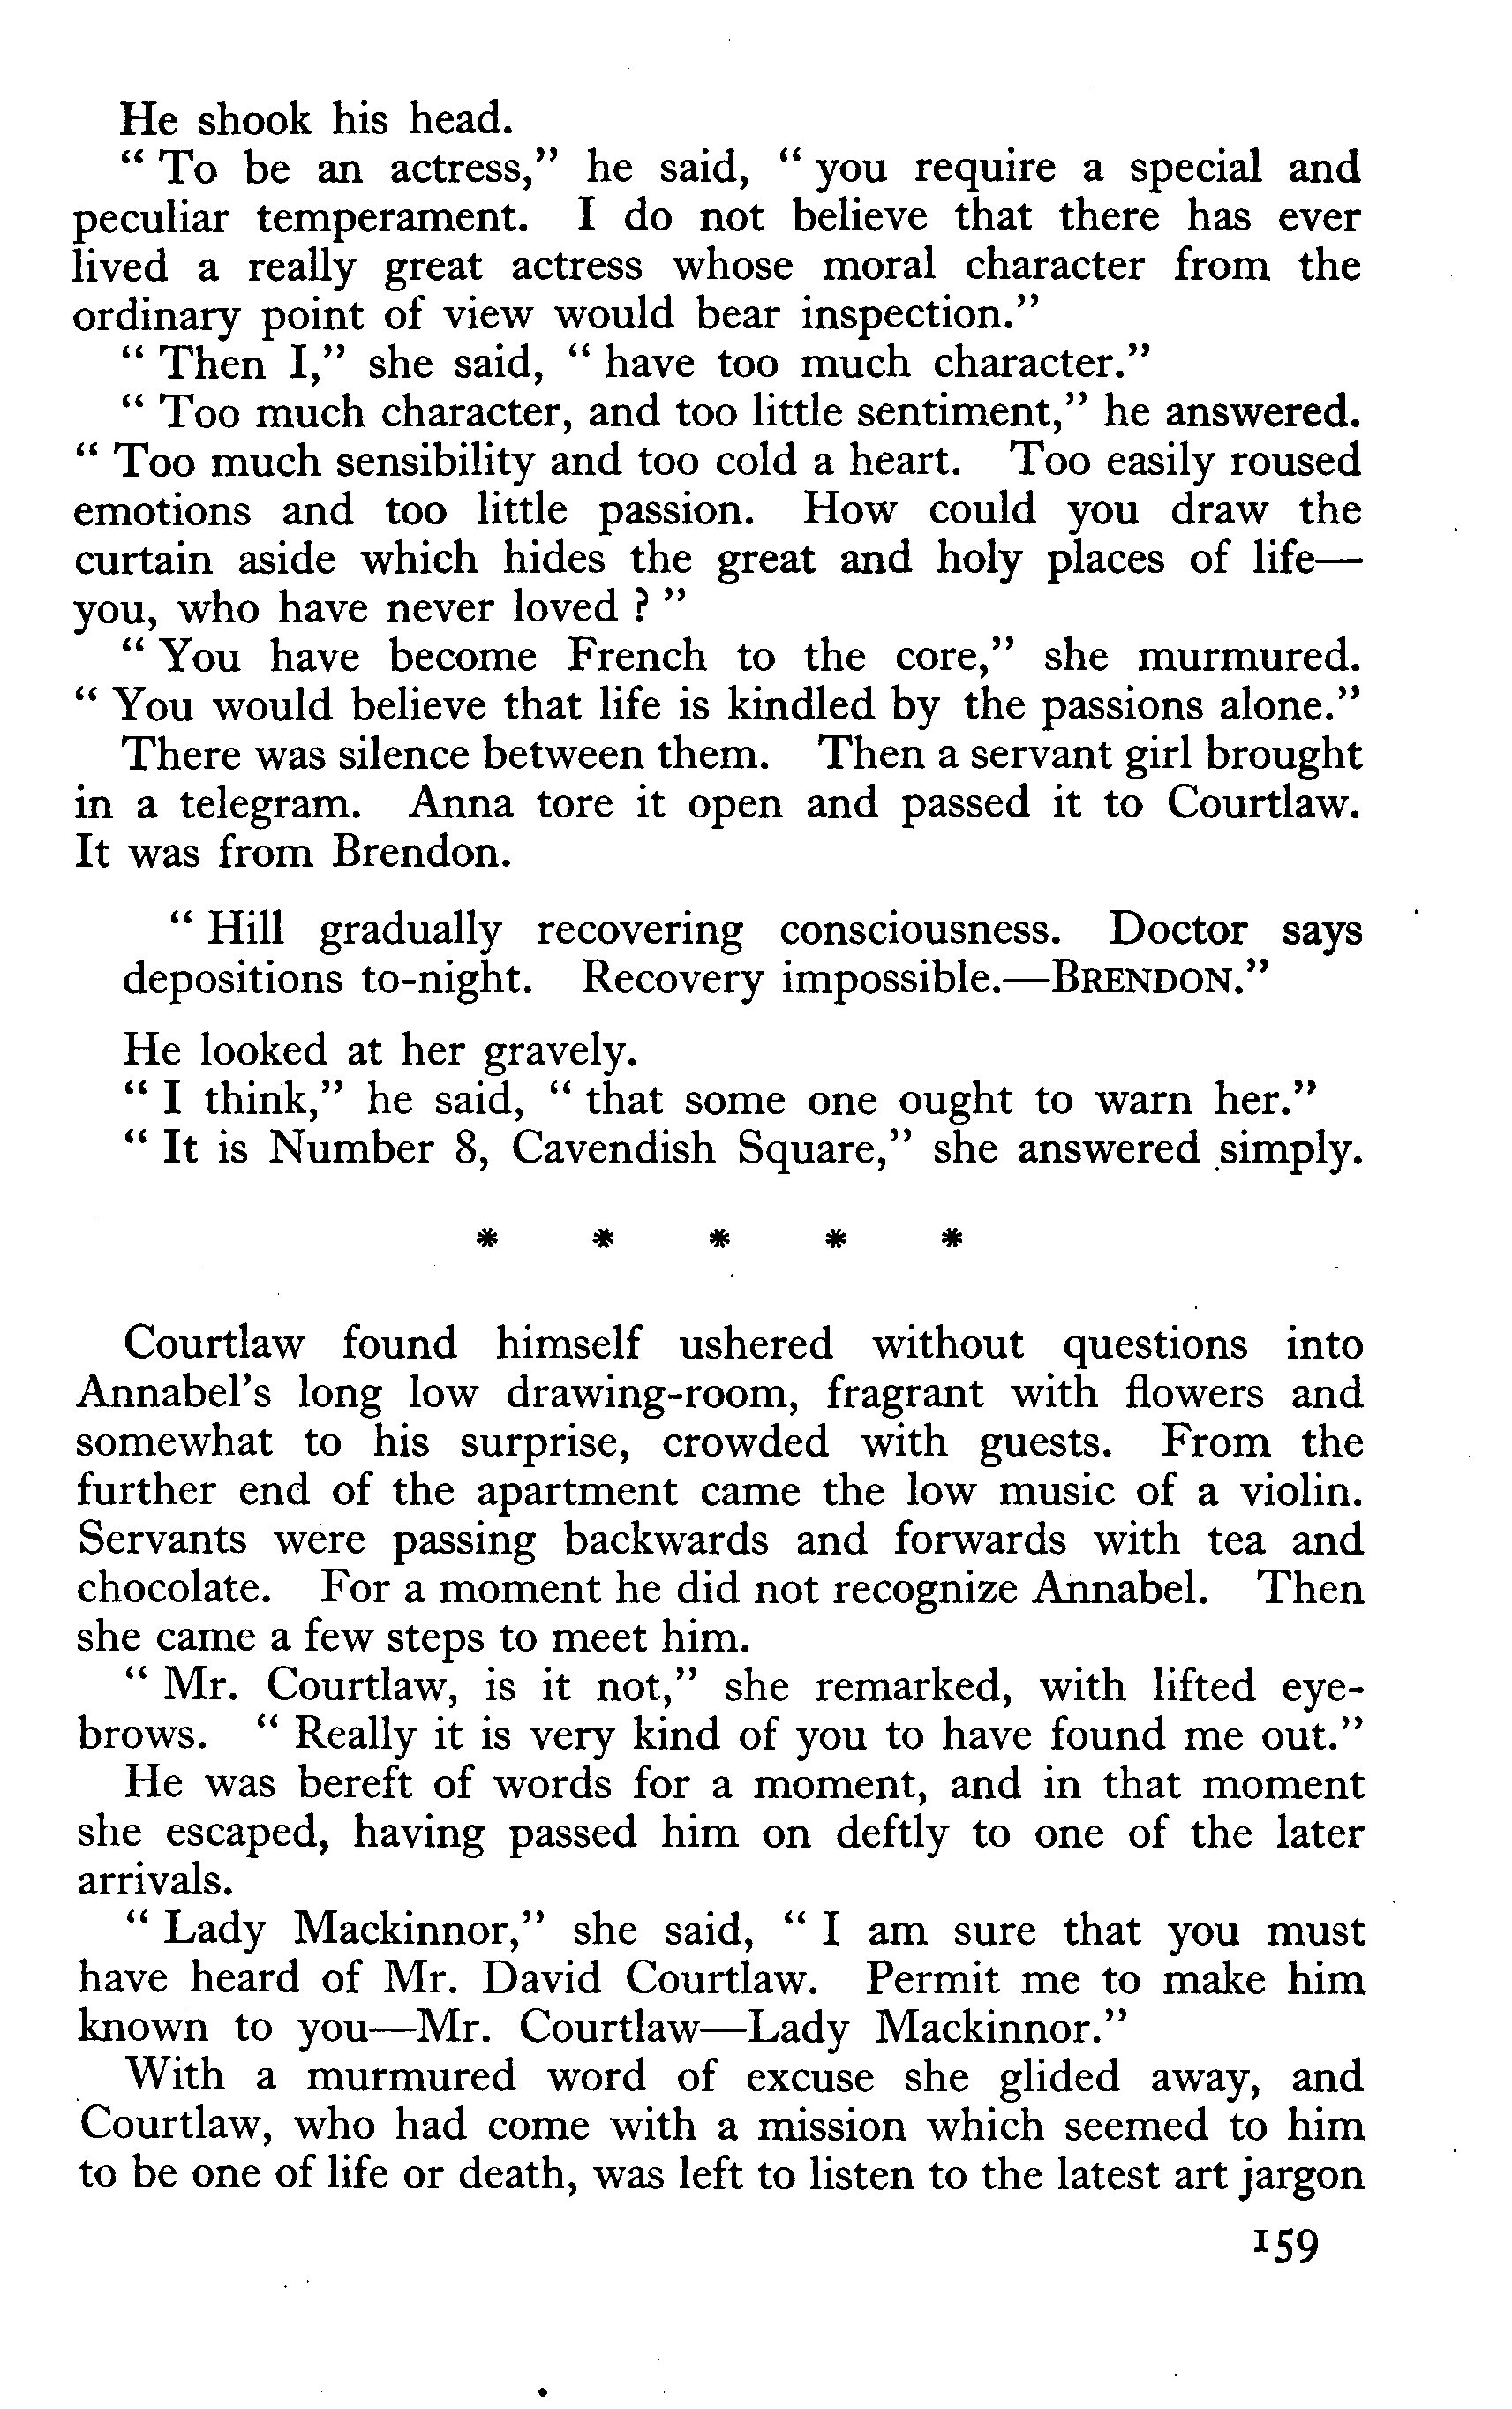 He shook his head.
“ To be an actress,” he said, “ you require a special and
peculiar temperament. I do not believe that there has ever
lived a really great actress whose moral character from the
ordinary point of view would bear inspection.”
“ Then I,” she said, “ have too much character.”
“ Too much character, and too little sentiment,” he answered.
“ Too much sensibility and too cold a heart. Too easily roused
emotions and too little passion. How could you draw the
curtain aside which hides the great and holy places of life—
you, who have never loved ? ”
“ You have become French to the core,” she murmured.
“ You would believe that life is kindled by the passions alone.”
There was silence between them. Then a servant girl brought
in a telegram. Anna tore it open and passed it to Courtlaw.
It was from Brendon.
“ Hill gradually recovering consciousness. Doctor says
depositions to-night. Recovery impossible.—BRENDON.”
He looked at her gravely.
“ I think,” he said, “ that some one ought to warn her.”
“ It is Number 8, Cavendish Square,” she answered simply.
* * * * *
Courtlaw found himself ushered without questions into
Annabel’s long low drawing-room, fragrant with flowers and
somewhat to his surprise, crowded with guests. From the
further end of the apartment came the low music of a violin.
Servants were passing backwards and forwards with tea and
chocolate. For a moment he did not recognize Annabel. Then
she came a few steps to meet him.
“ Mr. Courtlaw, is it not,” she remarked, with lifted eye-
brows. “ Really it is very kind of you to have found me out.”
He was bereft of words for a moment, and in that moment
she escaped, having passed him on deftly to one of the later
arrivals.
“ Lady Mackinnor,” she said, “ I am sure that you must
have heard of Mr. David Courtlaw. Permit me to make him
known to you—Mr. Courtlaw—Lady Mackinnor.”
With a murmured word of excuse she glided away, and
Courtlaw, who had come with a mission which seemed to him
to be one of life or death, was left to listen to the latest art jargon
159